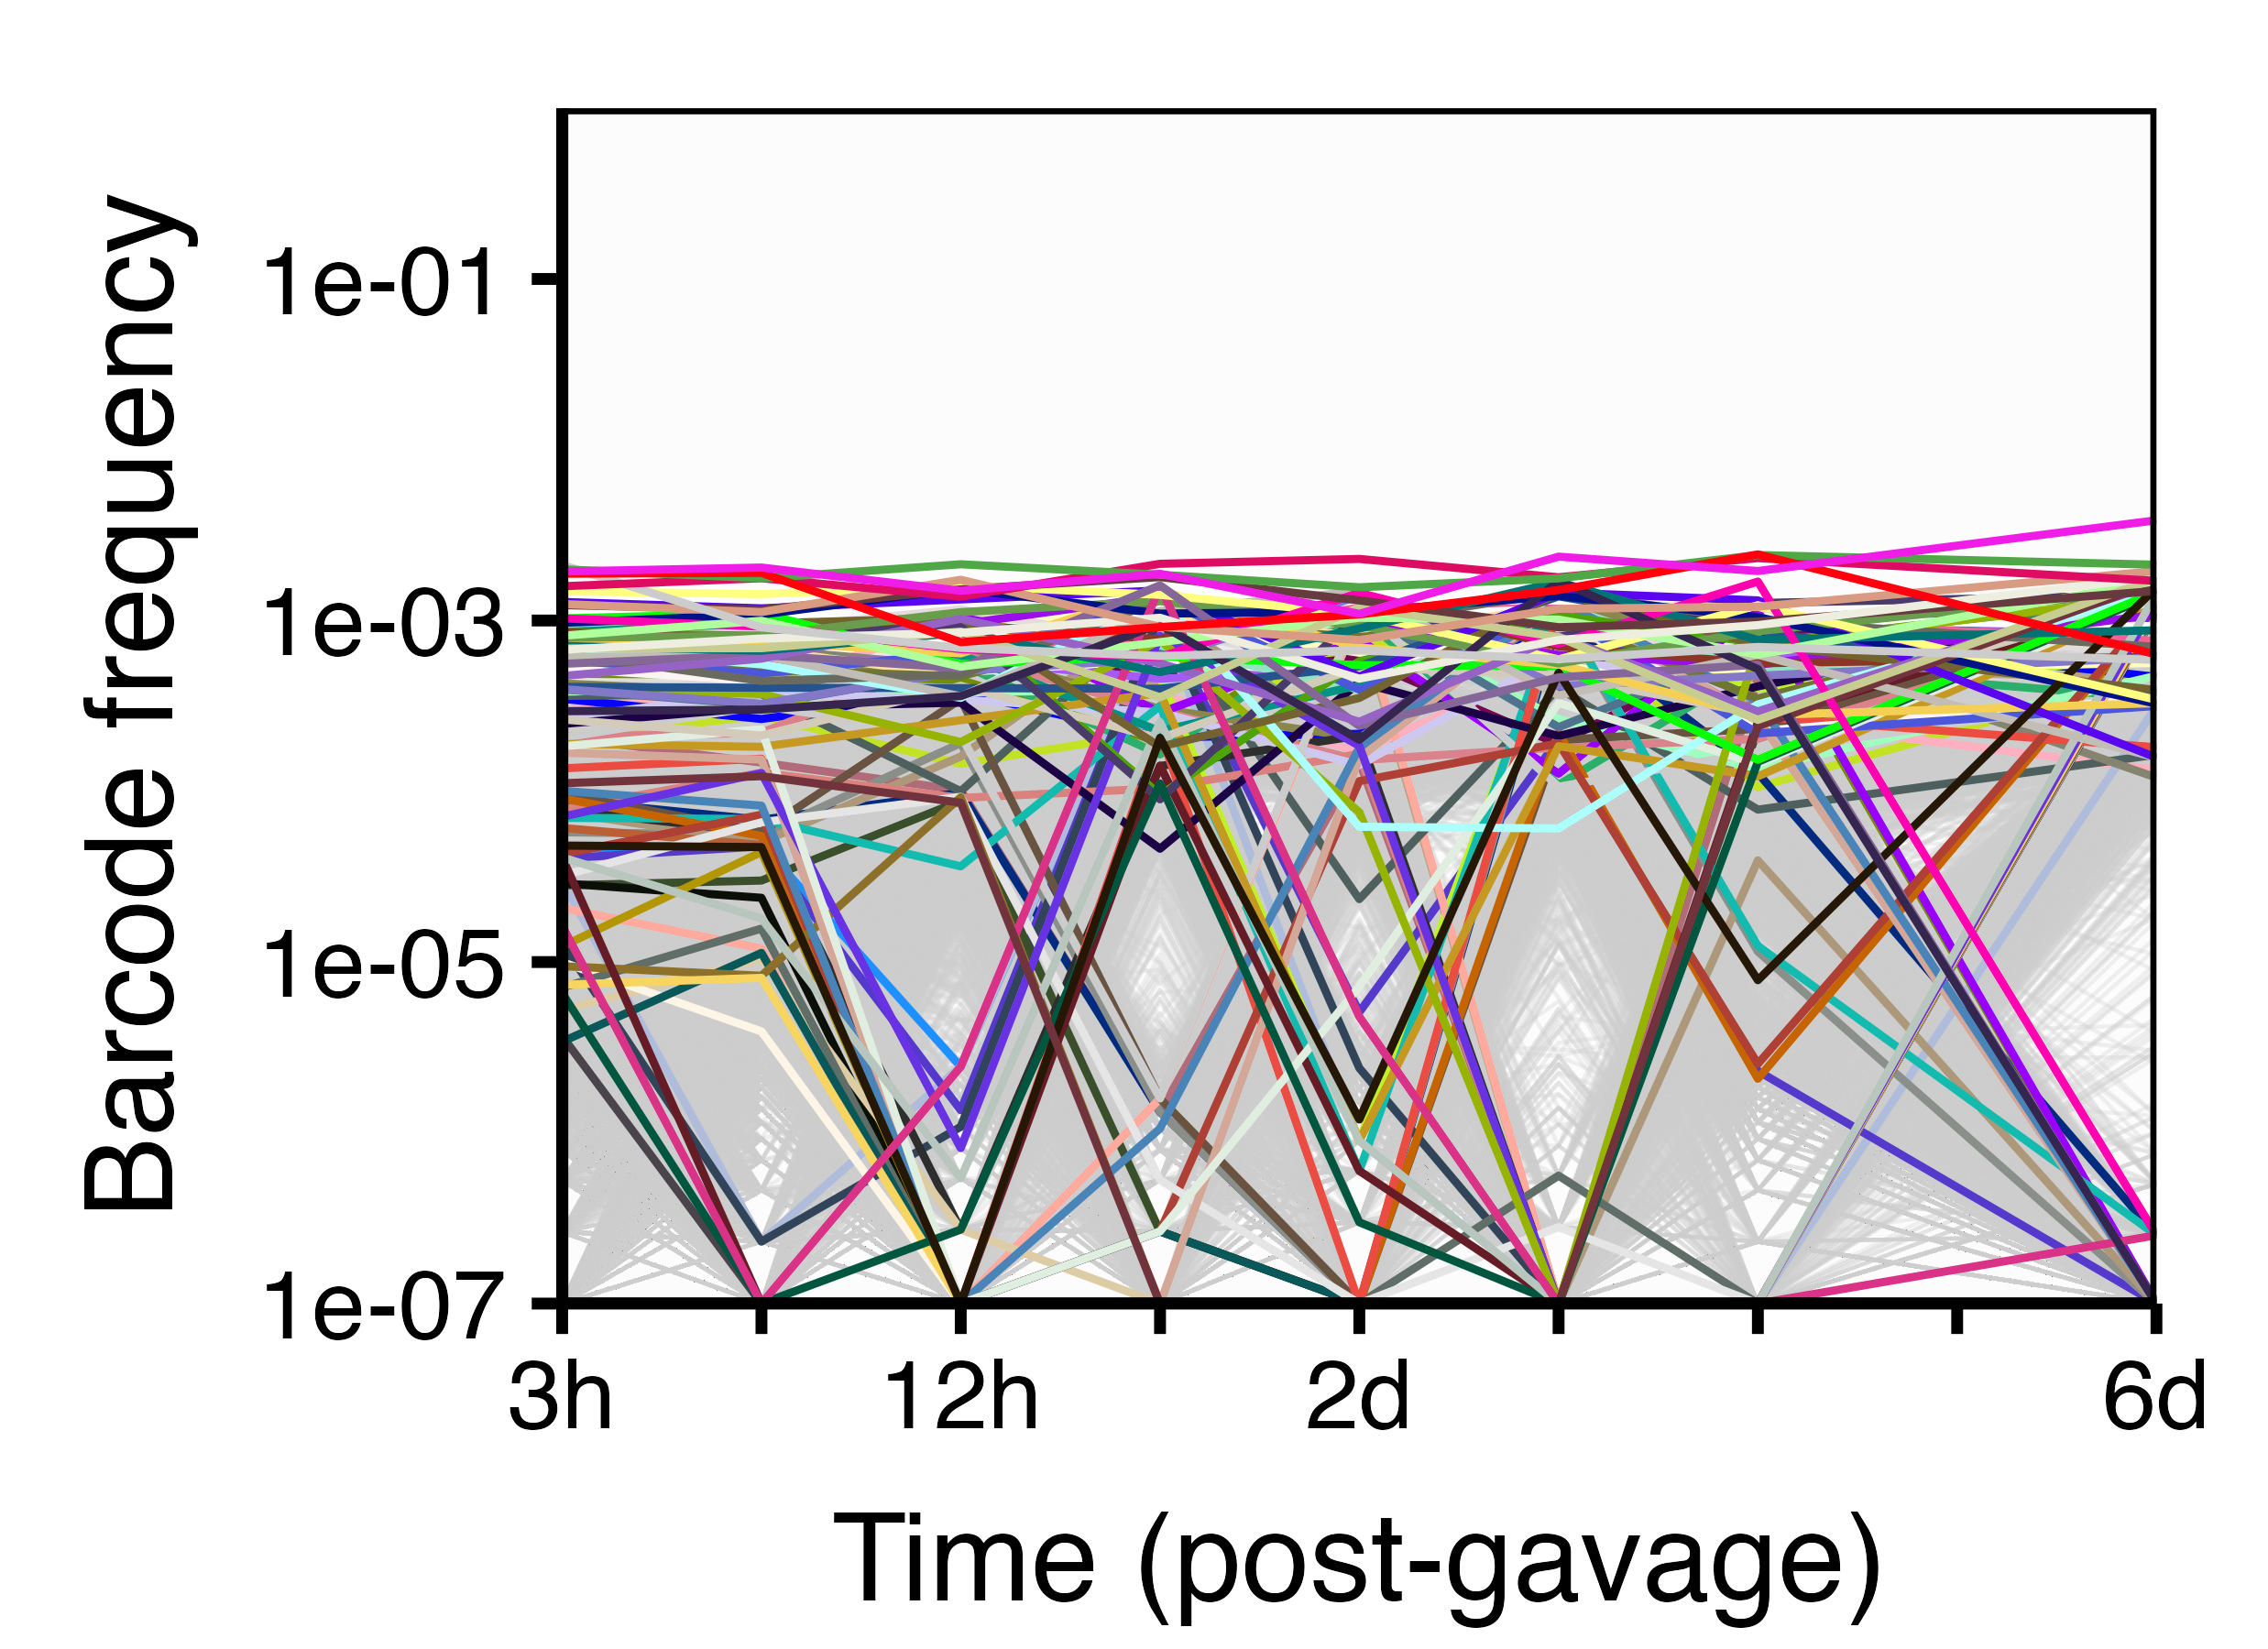 Barcode frequency
1e-01
1e-03
1e-05
1e-07
3h
12h
2d
6d
Time (post-gavage)